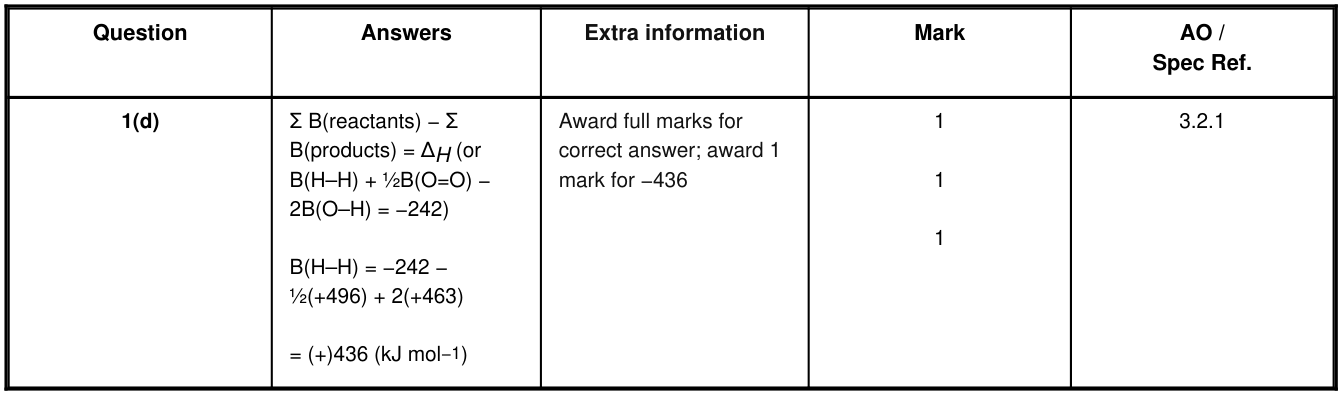 Question
Answers
Extra information
Mark
AO /
Spec Ref.
1(d)
Σ B(reactants) − Σ
B(products) = ΔH (or
B(H–H) + ½B(O=O) −
2B(O–H) = −242)
B(H–H) = −242 −
½(+496) + 2(+463)
= (+)436 (kJ mol−1)
Award full marks for
correct answer; award 1
mark for −436
1
1
1
3.2.1